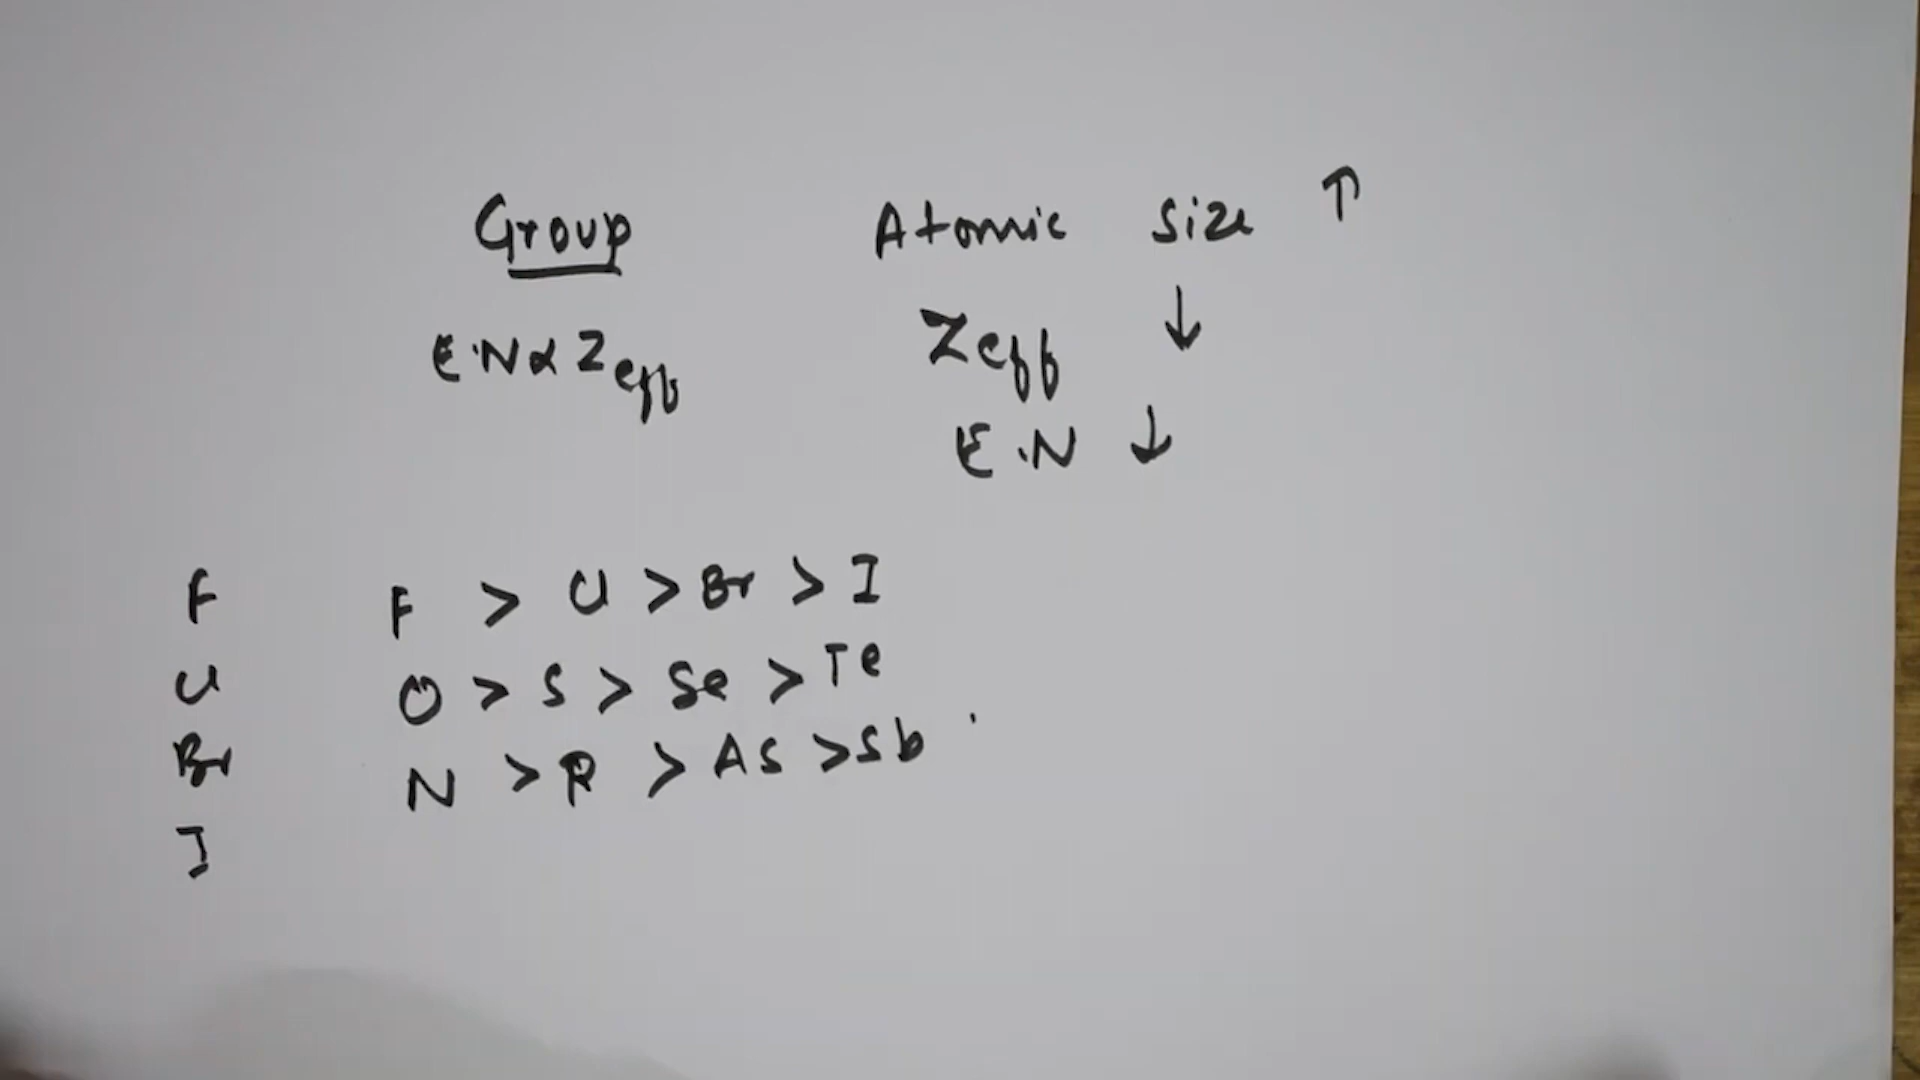 Group Atomic size ↑
E.N α Zeff Zeff ↓
E.N ↓
F F > Cl > Br > I
Cl O > S > Se > Te
Br N > P > As > Sb
I